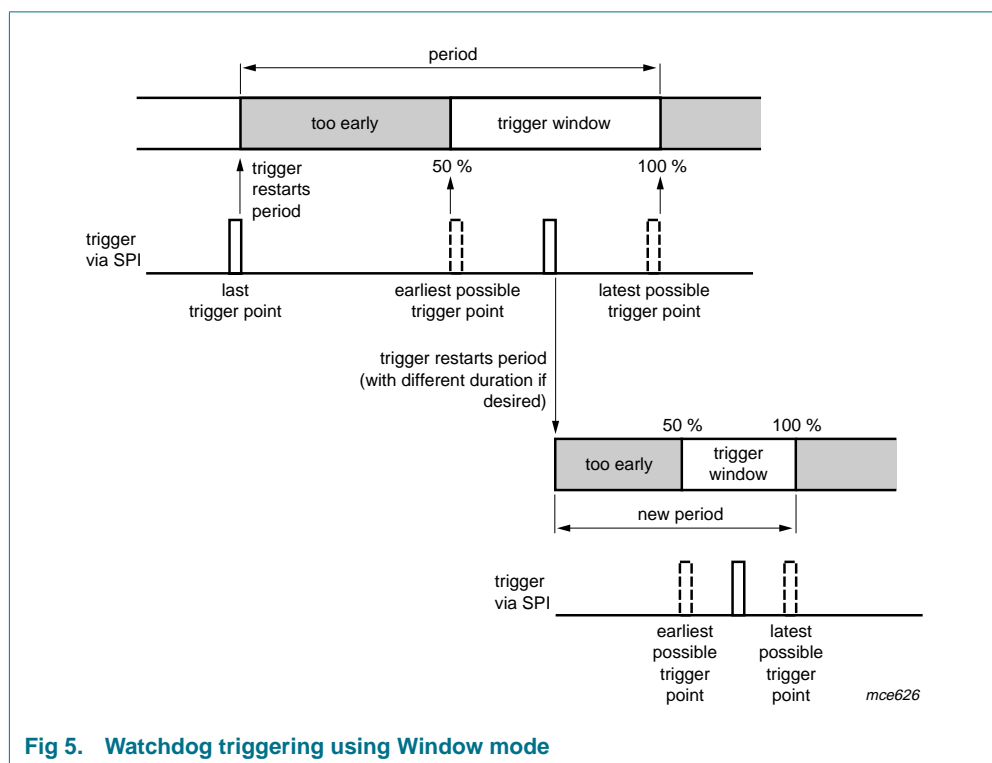 period
too early
trigger window
trigger
restarts
period
50 %
100 %
trigger
via SPI
last
trigger point
earliest possible
trigger point
latest possible
trigger point
trigger restarts period
(with different duration if
desired)
50 %
100 %
too early
trigger
window
new period
trigger
via SPI
earliest
possible
trigger
point
latest
possible
trigger
point
mce626
Fig 5. Watchdog triggering using Window mode